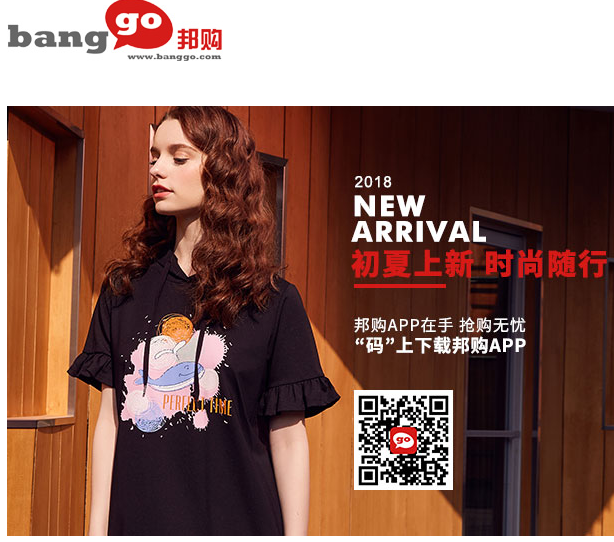 banggo 邦购
www.banggo.com
2018
NEW
ARRIVAL
初夏上新 时尚随行
邦购APP在手 抢购无忧
“码”上下载邦购APP
go
PERFECT TIME